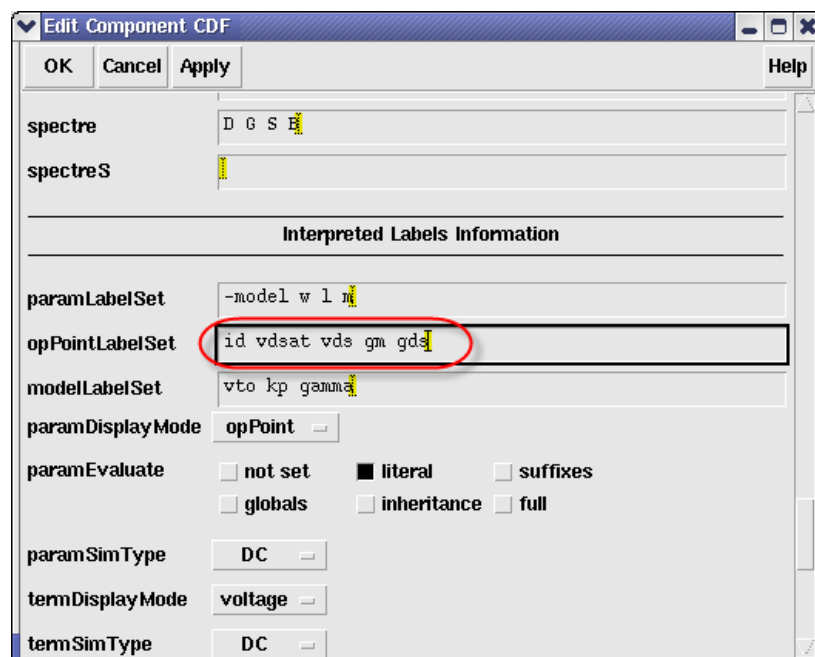 Edit Component CDF
OK Cancel Apply Help
spectre D G S B
spectreS
Interpreted Labels Information
paramLabelSet -model w l m
opPointLabelSet id vdsat vds gm gds
modelLabelSet vto kp gamma
paramDisplayMode opPoint
paramEvaluate not set literal suffixes
globals inheritance full
paramSimType DC
termDisplayMode voltage
termSimType DC